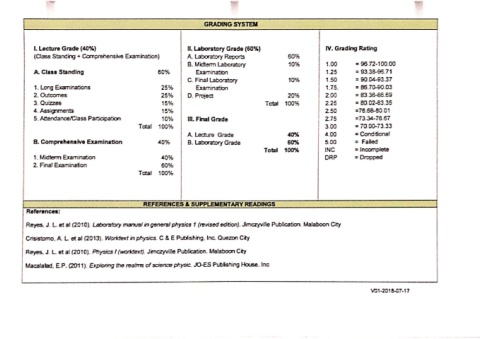 GRADING SYSTEM
I. Lecture Grade (40%)
(Class Standing + Comprehensive Examination)
A. Class Standing 60%
1. Long Examinations 25%
2. Outcomes 25%
3. Quizzes 15%
4. Assignments 15%
5. Attendance/Class Participation 10%
Total 100%
B. Comprehensive Examination 40%
1. Midterm Examination 40%
2. Final Examination 60%
Total 100%
II. Laboratory Grade (60%)
A. Laboratory Reports 60%
B. Midterm Laboratory 10%
Examination
C. Final Laboratory 10%
Examination
D. Project 20%
Total 100%
III. Final Grade
A. Lecture Grade 40%
B. Laboratory Grade 60%
Total 100%
IV. Grading Rating
1.00 = 96.72-100.00
1.25 = 93.38-96.71
1.50 = 90.04-93.37
1.75. = 86.70-90.03
2.00 = 83.36-86.69
2.25 = 80.02-83.35
2.50 =76.68-80.01
2.75 =73.34-76.67
3.00 = 70.00-73.33
4.00 = Conditional
5.00 = Failed
INC = Incomplete
DRP = Dropped
REFERENCES & SUPPLEMENTARY READINGS
References:
Reyes, J. L. et al (2010). Laboratory manual in general physics 1 (revised edition). Jimczyville Publication. Malaboon City
Crisistomo, A. L. et al (2013). Worktext in physics. C & E Publishing, Inc. Quezon City
Reyes, J. L. et al (2010). Physics I (worktext). Jimczyville Publication. Malaboon City
Macalalad, E.P. (2011). Exploring the realms of science physic. JO-ES Publishing House. Inc
V01-2018-07-17